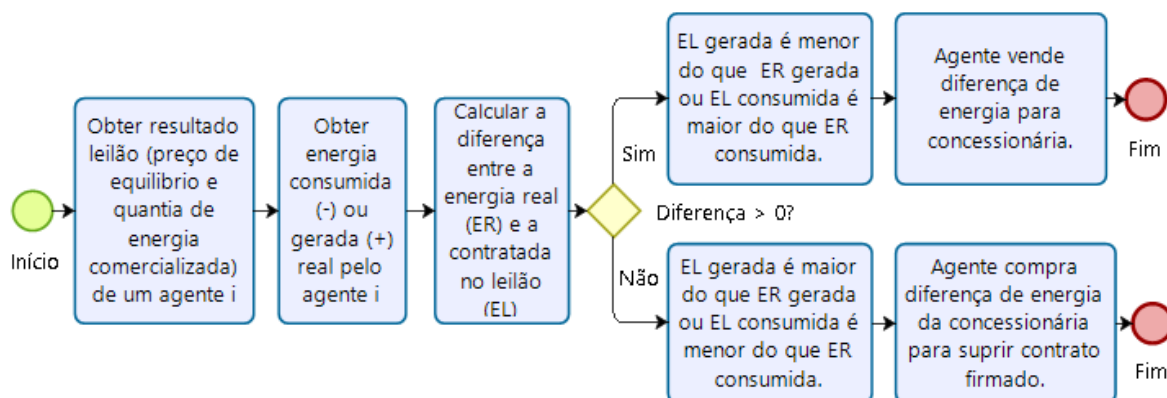 Início
Obter resultado
leilão (preço de
equilibrio e
quantia de
energia
comercializada)
de um agente i
Obter
energia
consumida
(-) ou
gerada (+)
real pelo
agente i
Calcular a
diferença
entre a
energia real
(ER) e a
contratada
no leilão
(EL)
Diferença > 0?
Sim
EL gerada é menor
do que ER gerada
ou EL consumida é
maior do que ER
consumida.
Agente vende
diferença de
energia para
concessionária.
Fim
Não
EL gerada é maior
do que ER gerada
ou EL consumida é
menor do que ER
consumida.
Agente compra
diferença de energia
da concessionária
para suprir contrato
firmado.
Fim